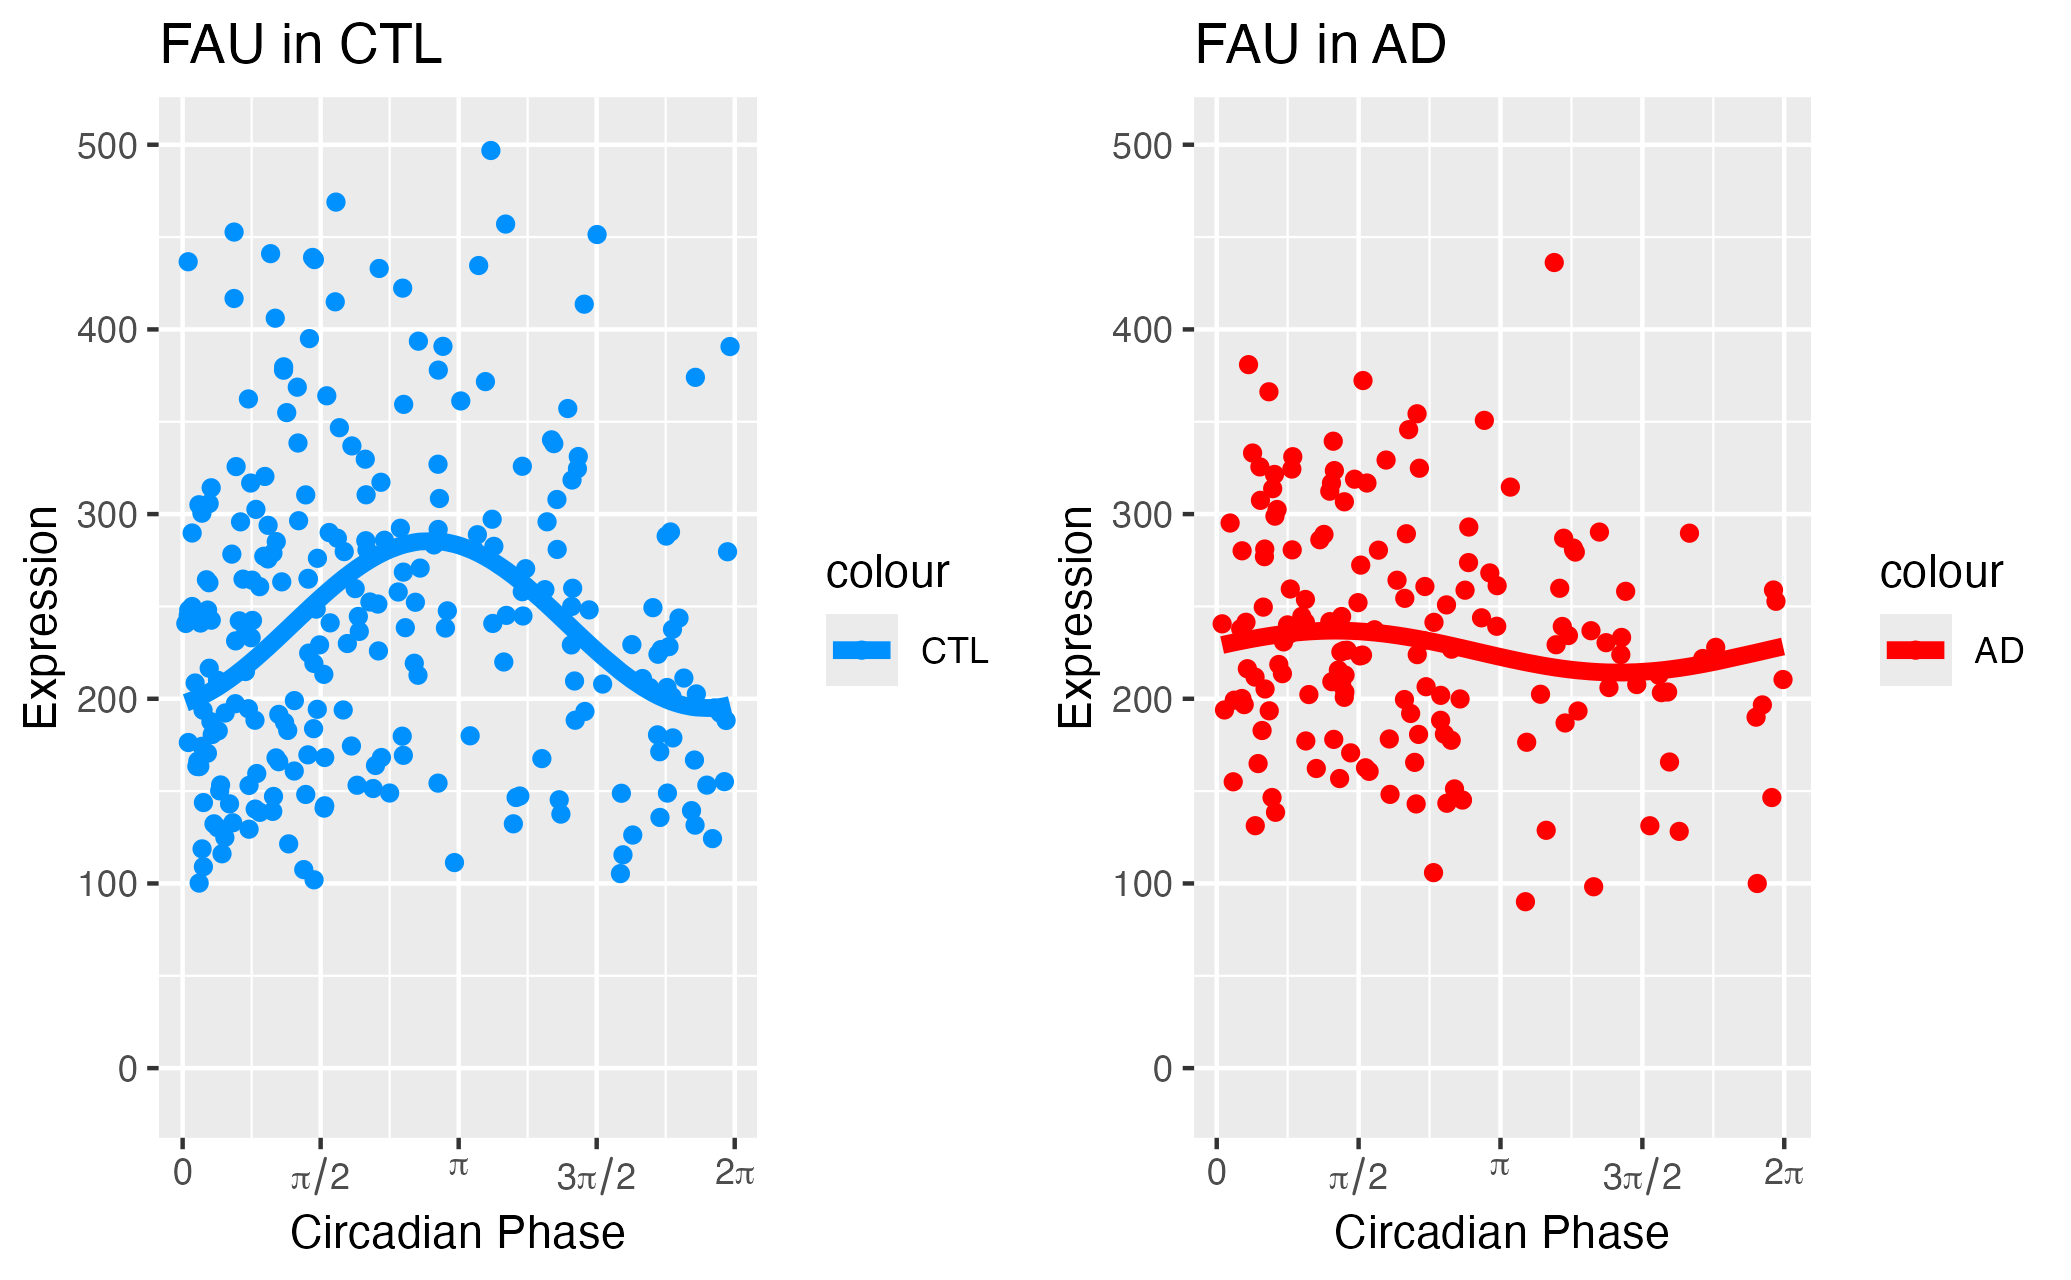 FAU in CTL
500
400
300
200
100
0
Expression
0 π/2 π 3π/2 2π
Circadian Phase
colour
CTL
FAU in AD
500
400
300
200
100
0
Expression
0 π/2 π 3π/2 2π
Circadian Phase
colour
AD